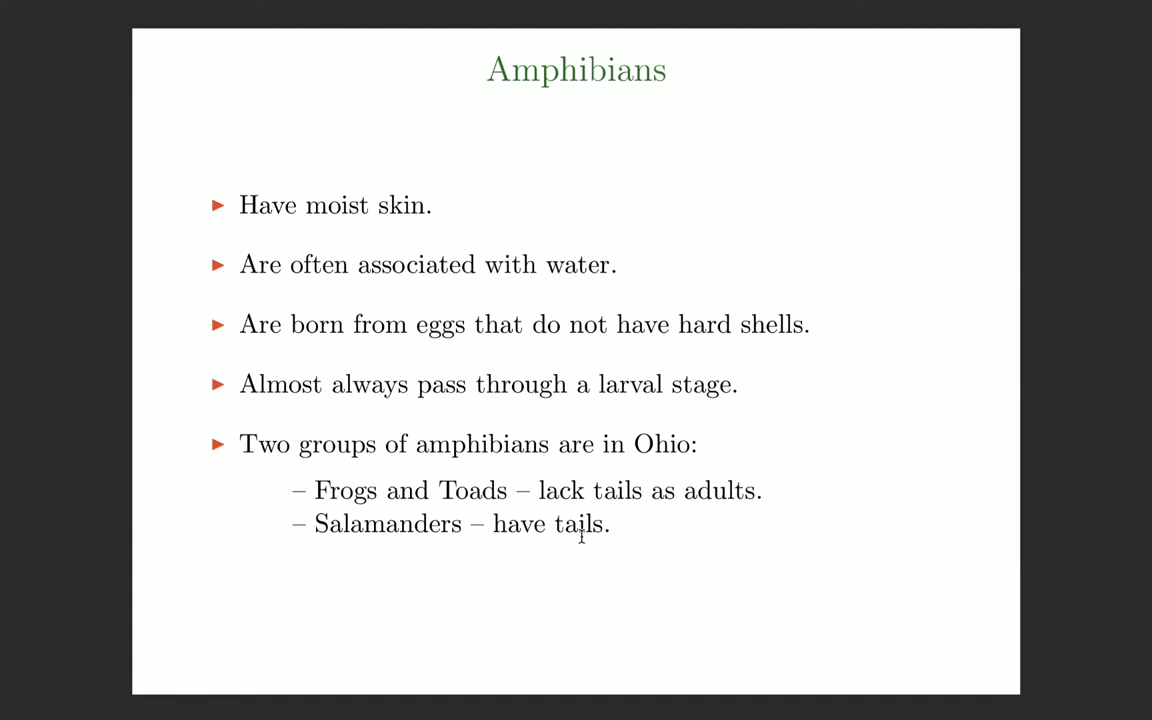 Amphibians
▶ Have moist skin.
▶ Are often associated with water.
▶ Are born from eggs that do not have hard shells.
▶ Almost always pass through a larval stage.
▶ Two groups of amphibians are in Ohio:
– Frogs and Toads – lack tails as adults.
– Salamanders – have tails.